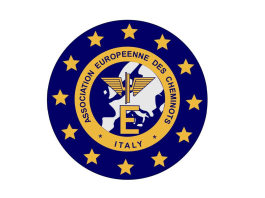 ASSOCIATION EUROPEENNE DES CHEMINOTS
E
* ITALY *